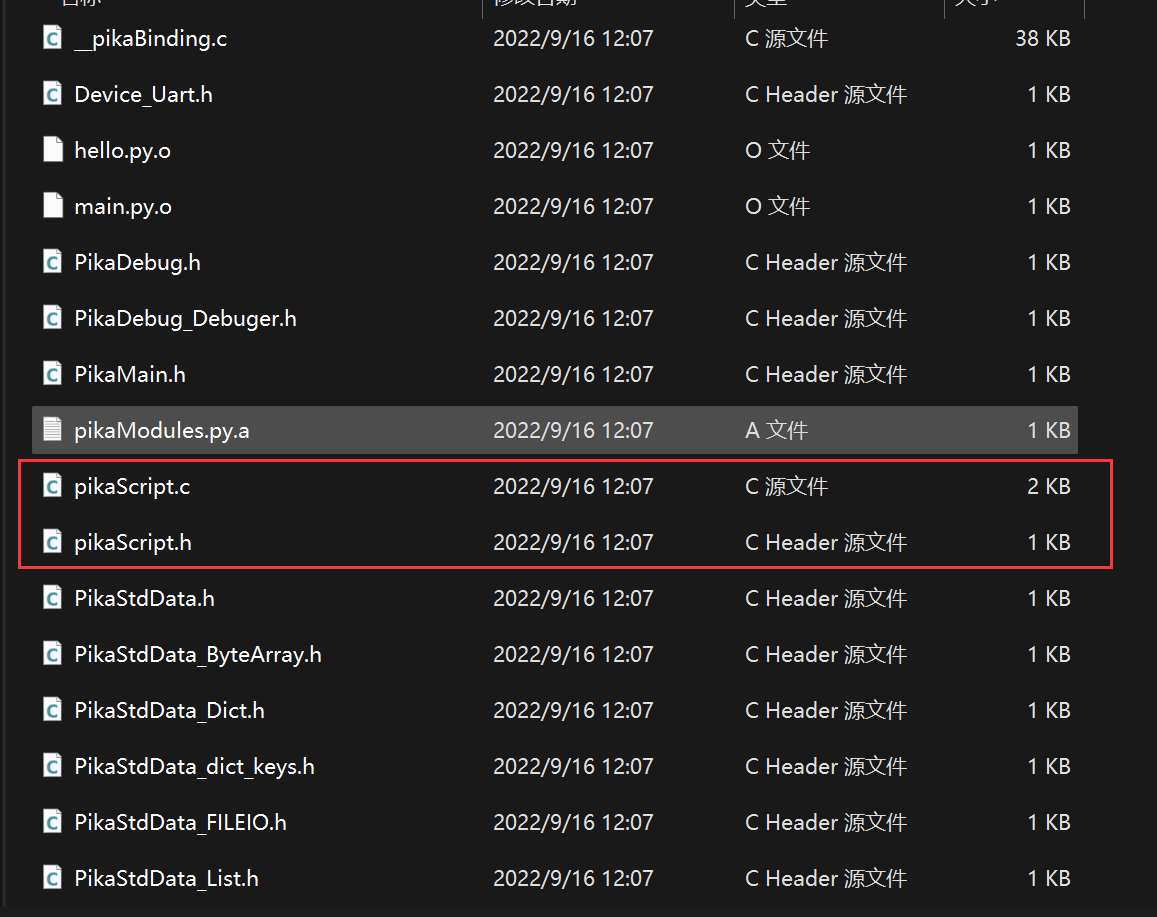 __pikaBinding.c 2022/9/16 12:07 C 源文件 38 KB
Device_Uart.h 2022/9/16 12:07 C Header 源文件 1 KB
hello.py.o 2022/9/16 12:07 O 文件 1 KB
main.py.o 2022/9/16 12:07 O 文件 1 KB
PikaDebug.h 2022/9/16 12:07 C Header 源文件 1 KB
PikaDebug_Debuger.h 2022/9/16 12:07 C Header 源文件 1 KB
PikaMain.h 2022/9/16 12:07 C Header 源文件 1 KB
pikaModules.py.a 2022/9/16 12:07 A 文件 1 KB
pikaScript.c 2022/9/16 12:07 C 源文件 2 KB
pikaScript.h 2022/9/16 12:07 C Header 源文件 1 KB
PikaStdData.h 2022/9/16 12:07 C Header 源文件 1 KB
PikaStdData_ByteArray.h 2022/9/16 12:07 C Header 源文件 1 KB
PikaStdData_Dict.h 2022/9/16 12:07 C Header 源文件 1 KB
PikaStdData_dict_keys.h 2022/9/16 12:07 C Header 源文件 1 KB
PikaStdData_FILEIO.h 2022/9/16 12:07 C Header 源文件 1 KB
PikaStdData_List.h 2022/9/16 12:07 C Header 源文件 1 KB